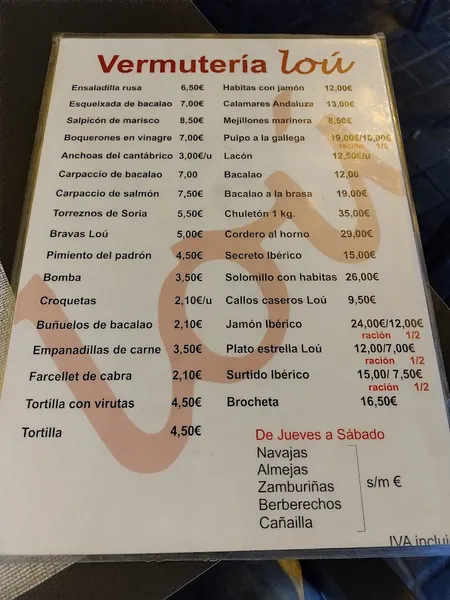 Vermutería loú
Ensaladilla rusa 6,50€
Esqueixada de bacalao 7,00€
Salpicón de marisco 8,50€
Boquerones en vinagre 7,00€
Anchoas del cantábrico 3,00€/u
Carpaccio de bacalao 7,00
Carpaccio de salmón 7,50€
Torreznos de Soria 5,50€
Bravas Loú 5,00€
Pimiento del padrón 4,50€
Bomba 3,50€
Croquetas 2,10€/u
Buñuelos de bacalao 2,10€
Empanadillas de carne 3,50€
Farcellet de cabra 2,10€
Tortilla con virutas 4,50€
Tortilla 4,50€
Habitas con jamón 12,00€
Calamares Andaluza 13,00€
Mejillones marinera 8,50€
Pulpo a la gallega 19,00€/10,00€
ración 1/2
Lacón 12,50€/u
Bacalao 12,00
Bacalao a la brasa 19,00€
Chuletón 1 kg. 35,00€
Cordero al horno 29,00€
Secreto Ibérico 15,00€
Solomillo con habitas 26,00€
Callos caseros Loú 9,50€
Jamón Ibérico 24,00€/12,00€
ración 1/2
Plato estrella Loú 12,00/7,00€
ración 1/2
Surtido Ibérico 15,00/ 7,50€
ración 1/2
Brocheta 16,50€
De Jueves a Sábado
Navajas
Almejas
Zamburiñas s/m €
Berberechos
Cañailla
IVA inclui
loú